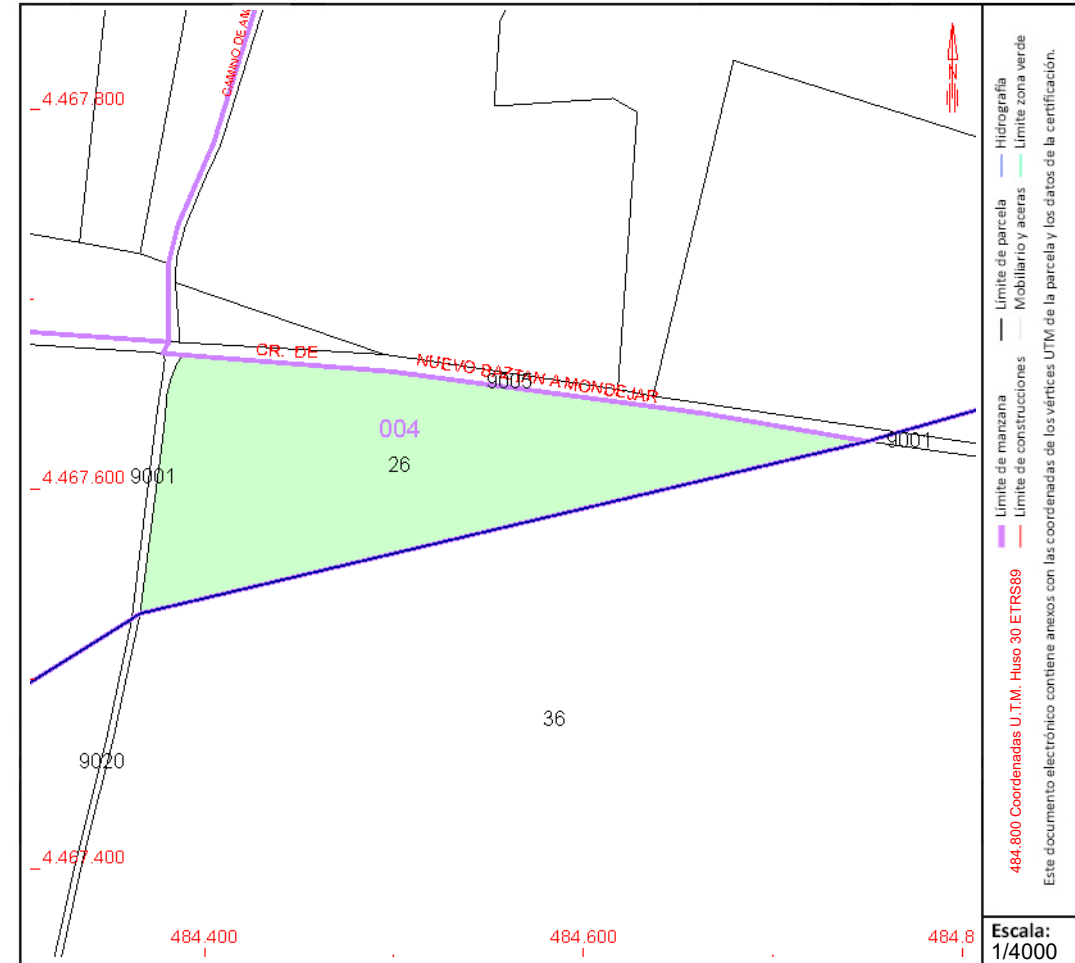 CAMINO DE AM
4.467.800
N
CR. DE NUEVO BAZTAN A MONDEJAR
9005
004
9001
26
4.467.600
9001
36
9020
4.467.400
484.400
484.600
484.8
Hidrografía
Límite zona verde
Límite de parcela
Mobiliario y aceras
Límite de manzana
Límite de construcciones
484.800 Coordenadas U.T.M. Huso 30 ETRS89
Este documento electrónico contiene anexos con las coordenadas de los vértices UTM de la parcela y los datos de la certificación.
Escala:
1/4000